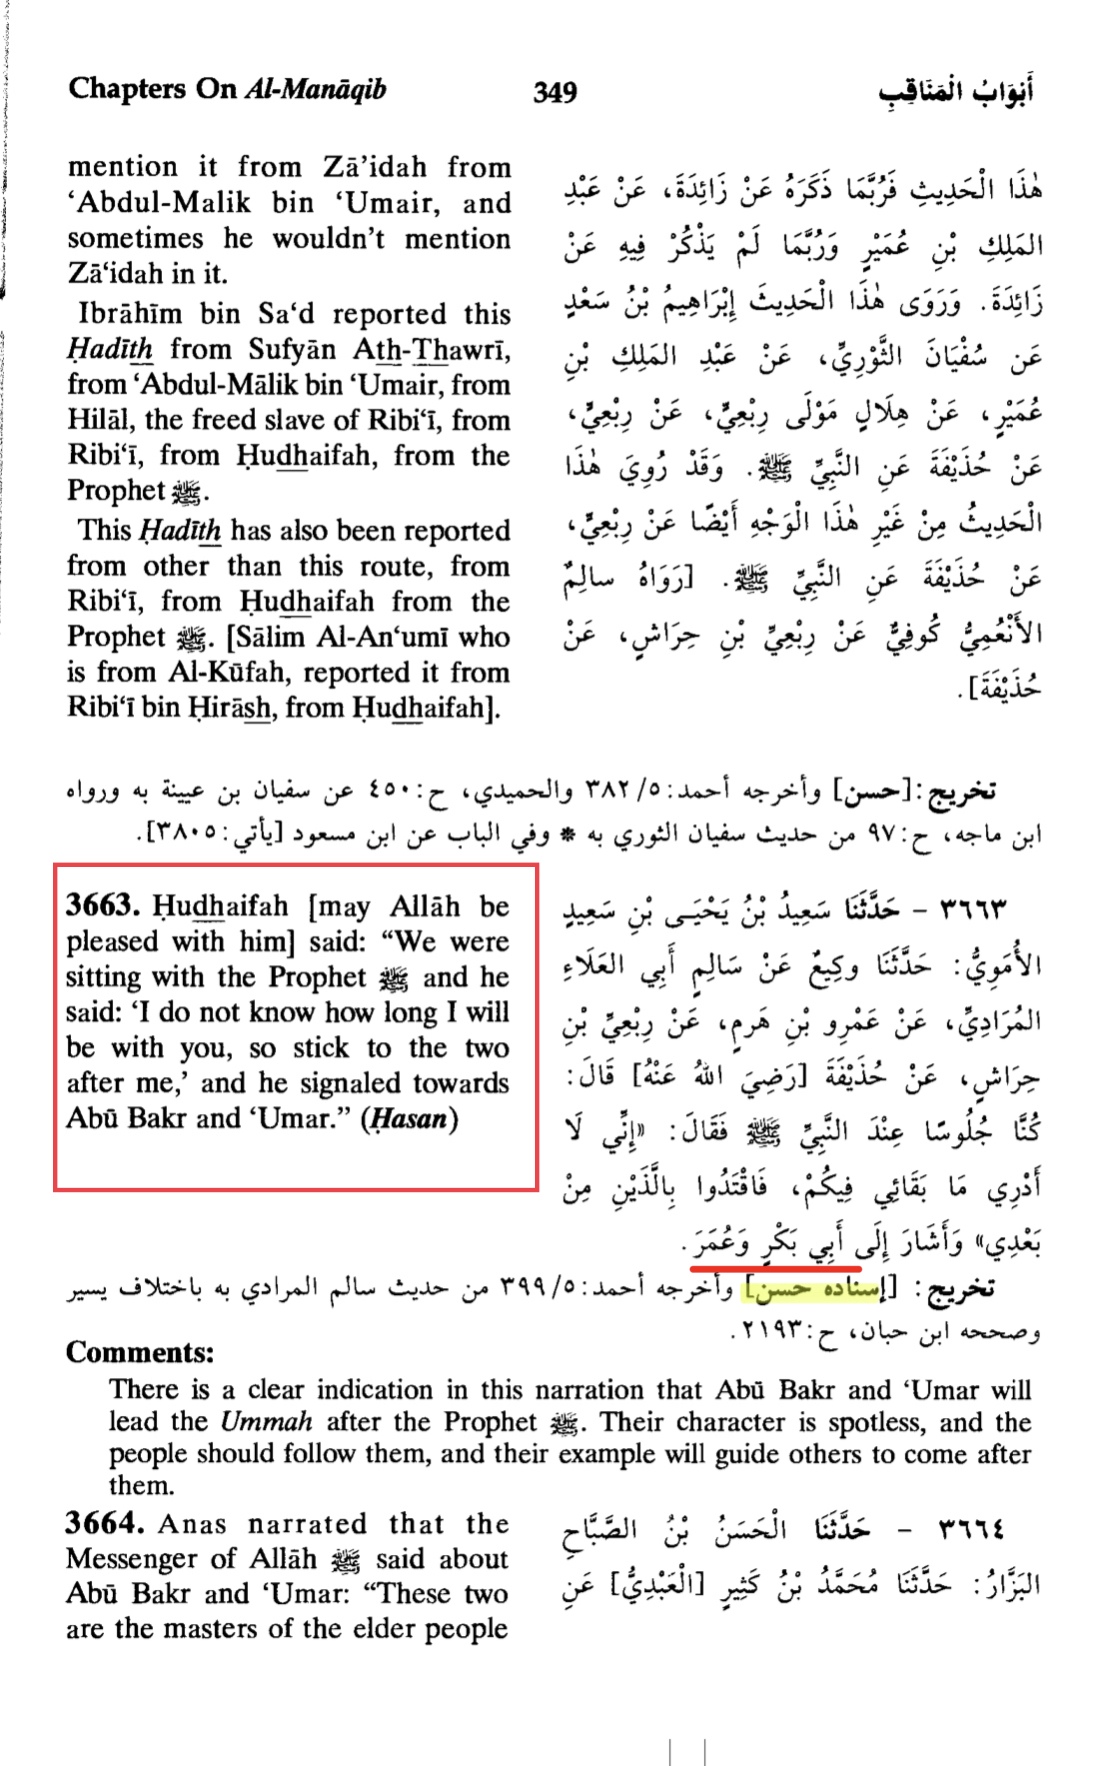 Chapters On Al-Manāqib
349
أَبْوَابُ الْمَنَاقِبِ
mention it from Zā’idah from
‘Abdul-Malik bin ‘Umair, and
sometimes he wouldn’t mention
Zā‘idah in it.
Ibrāhīm bin Sa‘d reported this
Ḥadīth from Sufyān Ath-Thawrī,
from ‘Abdul-Mālik bin ‘Umair, from
Hilāl, the freed slave of Ribi‘ī, from
Ribi‘ī, from Ḥudhaifah, from the
Prophet ﷺ.
This Ḥadīth has also been reported
from other than this route, from
Ribi‘ī, from Ḥudhaifah from the
Prophet ﷺ. [Sālim Al-An‘umī who
is from Al-Kūfah, reported it from
Ribi‘ī bin Ḥirāsh, from Ḥudhaifah].
هٰذَا الْحَدِيثِ فَرُبَّمَا ذَكَرَهُ عَنْ زَائِدَةَ، عَنْ عَبْدِ
المَلِكِ بْنِ عُمَيْرٍ وَرُبَّمَا لَمْ يَذْكُرْ فِيهِ عَنْ
زَائِدَةَ. وَرَوَى هٰذَا الْحَدِيثَ إِبْرَاهِيمُ بْنُ سَعْدٍ
عَن سُفْيَانَ الثَّوْرِيِّ، عَنْ عَبْدِ المَلِكِ بْنِ
عُمَيْرٍ، عَنْ هِلَالٍ مَوْلَى رِبْعِيٍّ، عَنْ رِبْعِيٍّ،
عَنْ حُذَيْفَةَ عَنِ النَّبِيِّ ﷺ. وَقَدْ رُوِيَ هٰذَا
الْحَدِيثُ مِنْ غَيْرِ هٰذَا الْوَجْهِ أَيْضًا عَنْ رِبْعِيٍّ،
عَنْ حُذَيْفَةَ عَنِ النَّبِيِّ ﷺ. [رَوَاهُ سالِمٌ
الأَنْعُمِيُّ كُوفِيٌّ عَنْ رِبْعِيِّ بْنِ حِرَاشٍ، عَنْ
حُذَيْفَةَ].
تخريج: [حسن] وأخرجه أحمد: ٥/ ٣٨٢ والحميدي، ح: ٤٥٠ عن سفيان بن عيينة به ورواه
ابن ماجه، ح: ٩٧ من حديث سفيان الثوري به * وفي الباب عن ابن مسعود [يأتي: ٣٨٠٥].
3663. Ḥudhaifah [may Allāh be
pleased with him] said: “We were
sitting with the Prophet ﷺ and he
said: ‘I do not know how long I will
be with you, so stick to the two
after me,’ and he signaled towards
Abū Bakr and ‘Umar.” (Ḥasan)
٣٦٦٣ - حَدَّثَنَا سَعِيدُ بْنُ يَحْيَـى بْنِ سَعِيدٍ
الأُمَوِيُّ: حَدَّثَنَا وكِيعٌ عَنْ سَالِمٍ أَبِي العَلَاءِ
المُرَادِيِّ، عَنْ عَمْرِو بْنِ هَرمٍ، عَنْ رِبْعِيِّ بْنِ
حِرَاشٍ، عَنْ حُذَيْفَةَ [رَضِيَ اللهُ عَنْهُ] قَالَ:
كُنَّا جُلُوسًا عِنْدَ النَّبِيِّ ﷺ فَقَالَ: «إِنِّي لَا
أَدْرِي مَا بَقَائِي فِيكُمْ، فَاقْتَدُوا بِالَّذَيْنِ مِنْ
بَعْدِي» وَأَشَارَ إِلَى أَبِي بَكْرٍ وَعُمَرَ.
تخريج: [إسناده حسن] وأخرجه أحمد: ٥/ ٣٩٩ من حديث سالم المرادي به باختلاف يسير
وصححه ابن حبان، ح: ٢١٩٣.
Comments:
There is a clear indication in this narration that Abū Bakr and ‘Umar will
lead the Ummah after the Prophet ﷺ. Their character is spotless, and the
people should follow them, and their example will guide others to come after
them.
3664. Anas narrated that the
Messenger of Allāh ﷺ said about
Abū Bakr and ‘Umar: “These two
are the masters of the elder people
٣٦٦٤ - حَدَّثَنَا الْحَسَنُ بْنُ الصَّبَّاحِ
البَزَّارُ: حَدَّثَنَا مُحَمَّدُ بْنُ كَثِيرٍ [الْعَبْدِيُّ] عَنِ